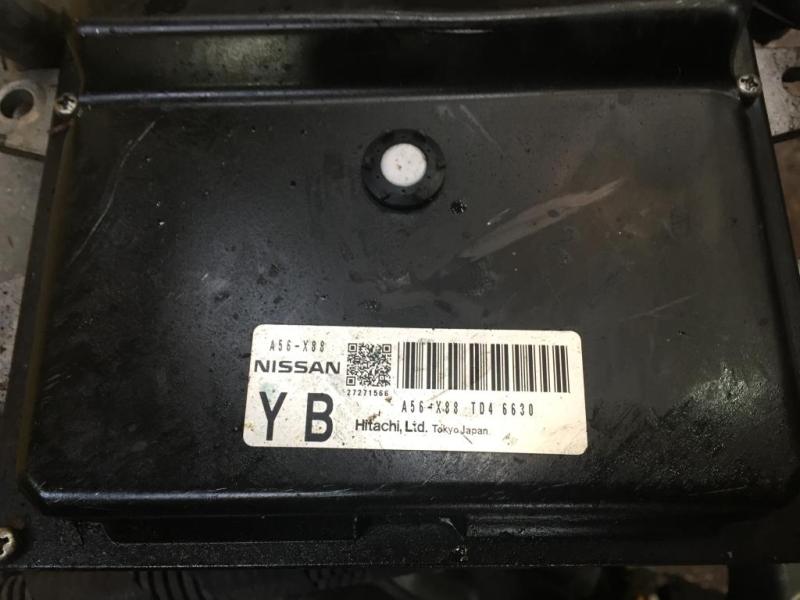 A56-X88
NISSAN
27271566
YB
A56-X88 TD4 6630
Hitachi, Ltd. Tokyo Japan.